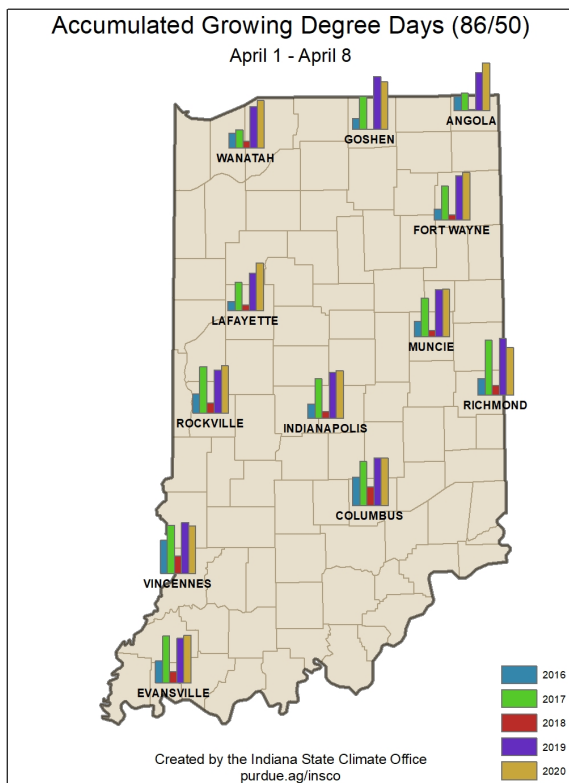 Accumulated Growing Degree Days (86/50)
April 1 - April 8
ANGOLA
GOSHEN
WANATAH
FORT WAYNE
LAFAYETTE
MUNCIE
RICHMOND
ROCKVILLE
INDIANAPOLIS
COLUMBUS
VINCENNES
EVANSVILLE
2016
2017
2018
2019
2020
Created by the Indiana State Climate Office
purdue.ag/insco